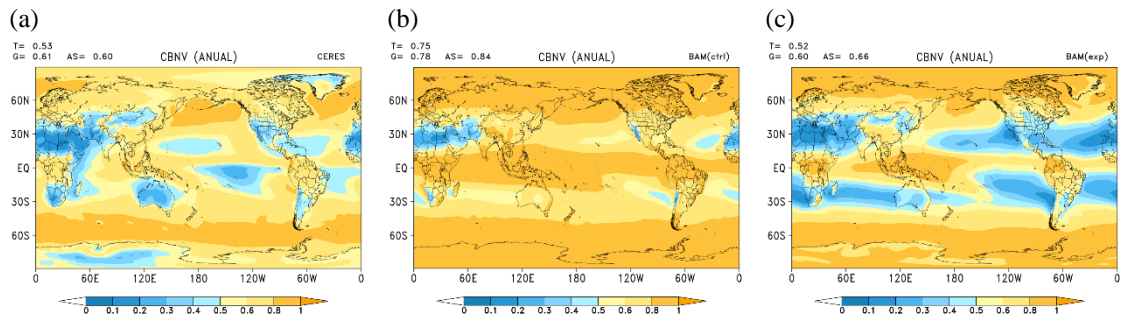 (a)
T= 0.53
G= 0.61 AS= 0.60 CBNV (ANUAL) CERES
60N
30N
EQ
30S
60S
0 60E 120E 180 120W 60W 0
0 0.1 0.2 0.3 0.4 0.5 0.6 0.8 1
(b)
T= 0.75
G= 0.78 AS= 0.84 CBNV (ANUAL) BAM(ctrl)
60N
30N
EQ
30S
60S
0 60E 120E 180 120W 60W 0
0 0.1 0.2 0.3 0.4 0.5 0.6 0.8 1
(c)
T= 0.52
G= 0.60 AS= 0.66 CBNV (ANUAL) BAM(exp)
60N
30N
EQ
30S
60S
0 60E 120E 180 120W 60W 0
0 0.1 0.2 0.3 0.4 0.5 0.6 0.8 1